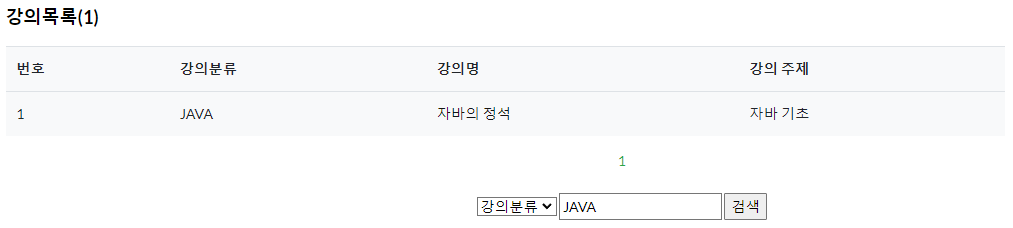 강의목록(1)
번호 강의분류 강의명 강의 주제
1 JAVA 자바의 정석 자바 기초
1
강의분류 JAVA 검색